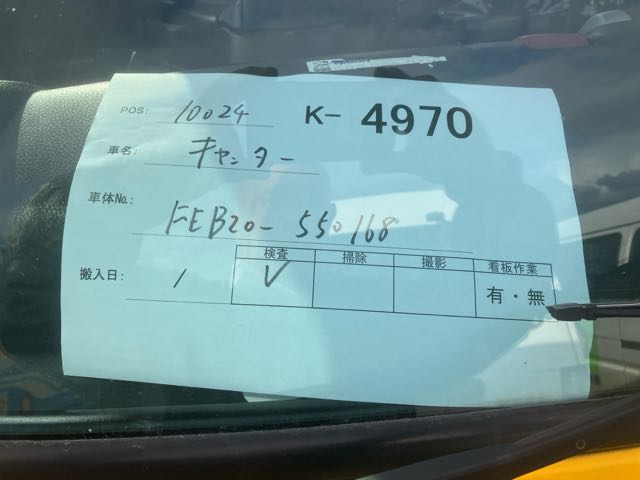 POS: 10024 K- 4970
車名: キャンター
車体No.: FEB20-550168
搬入日: / 検査 掃除 撮影 看板作業
V 有・無